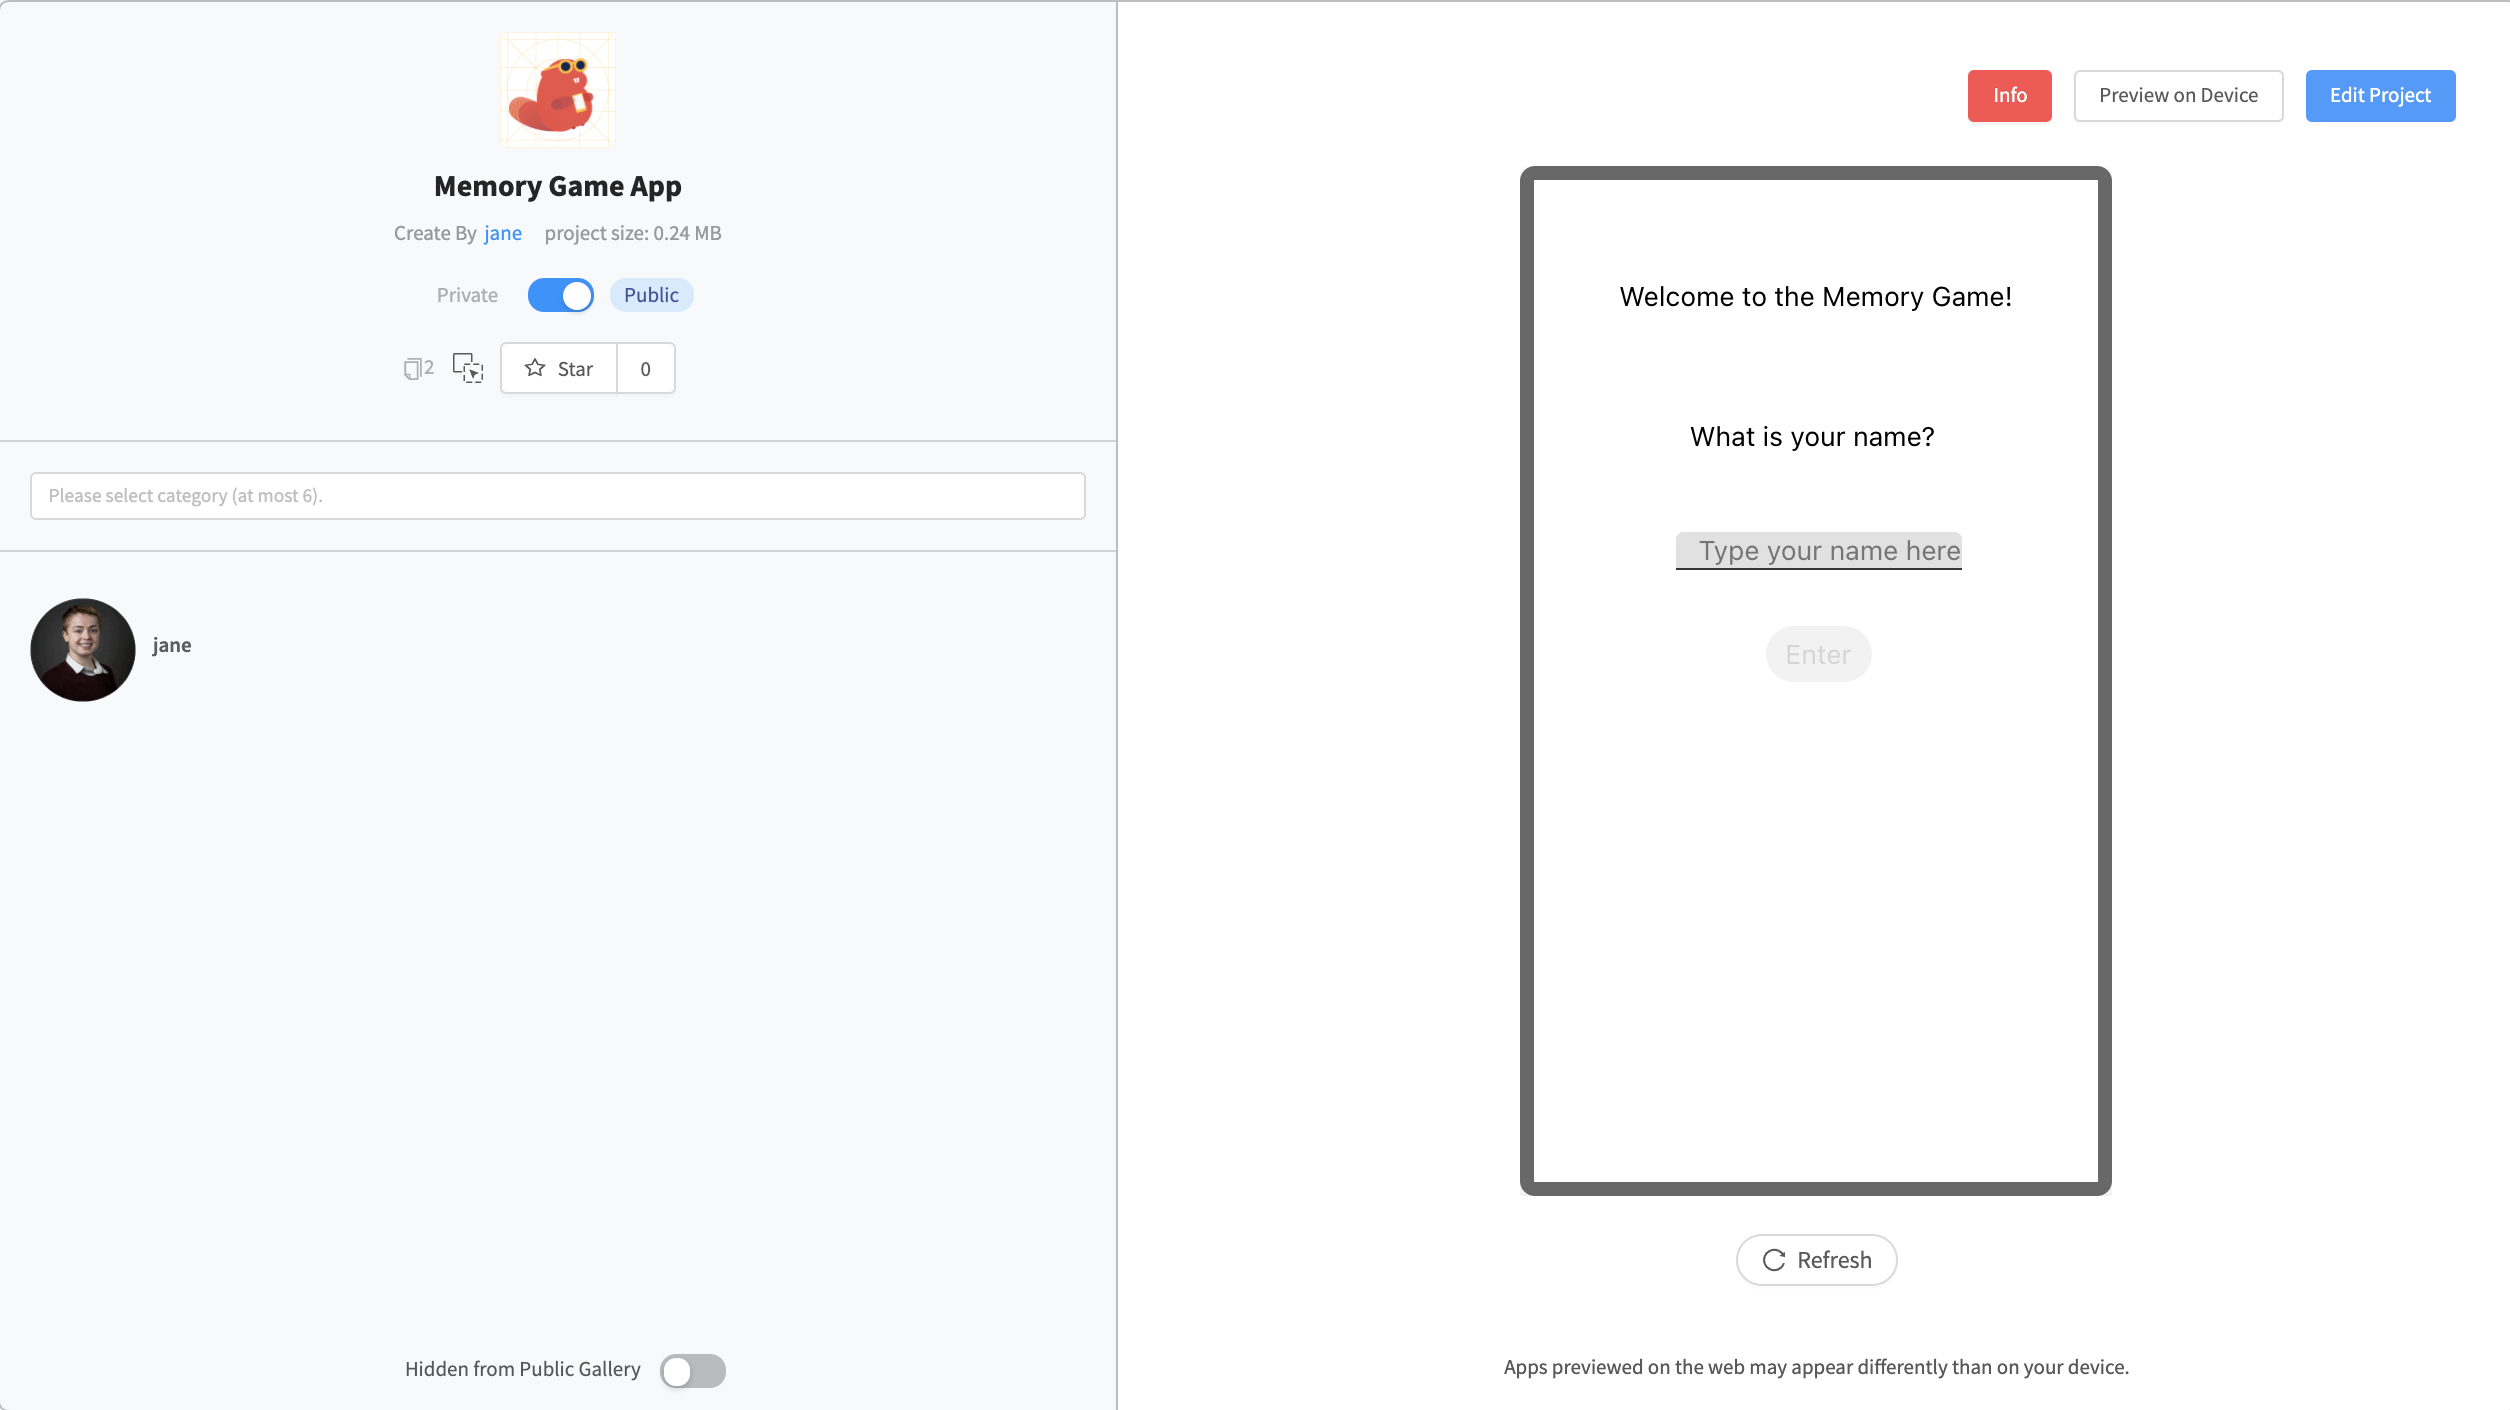 Memory Game App
Create By jane project size: 0.24 MB
Private Public
2 Star 0
Please select category (at most 6).
jane
Hidden from Public Gallery
Info Preview on Device Edit Project
Welcome to the Memory Game!
What is your name?
Type your name here
Enter
Refresh
Apps previewed on the web may appear differently than on your device.